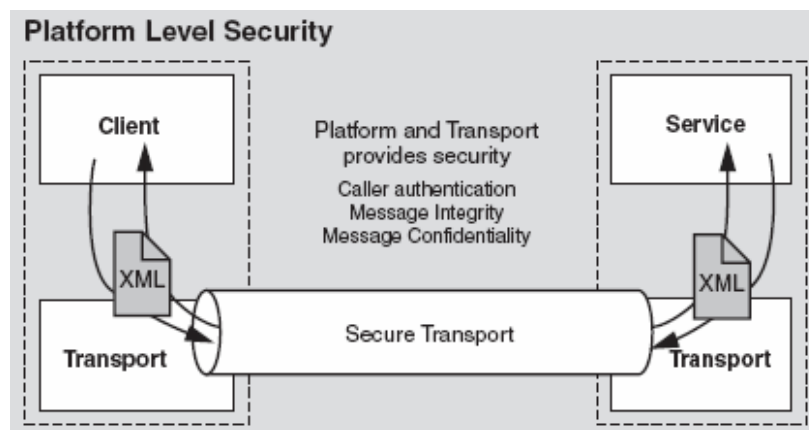 Platform Level Security
Client
Platform and Transport
provides security
Caller authentication
Message Integrity
Message Confidentiality
Service
XML
XML
Secure Transport
Transport
Transport